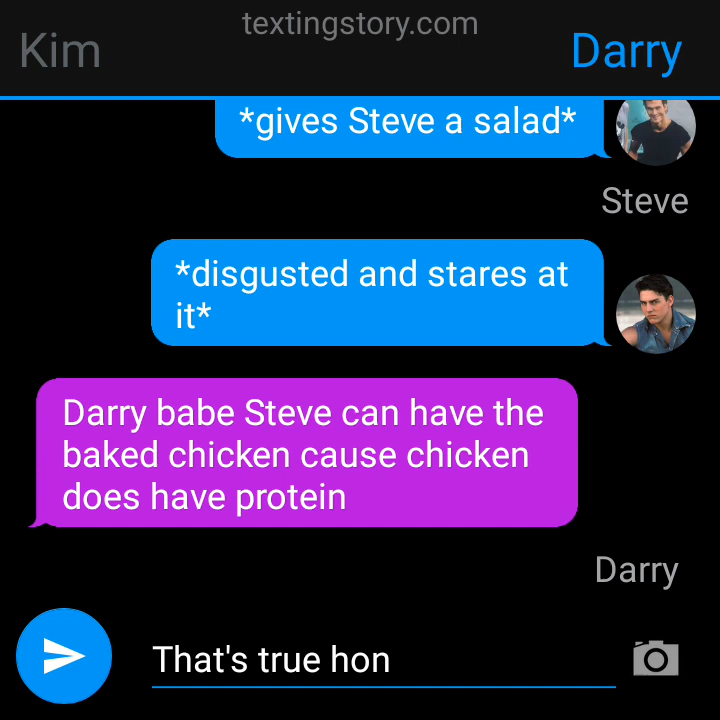 textingstory.com
Kim
Darry
*gives Steve a salad*
Steve
*disgusted and stares at
it*
Darry babe Steve can have the
baked chicken cause chicken
does have protein
Darry
That's true hon